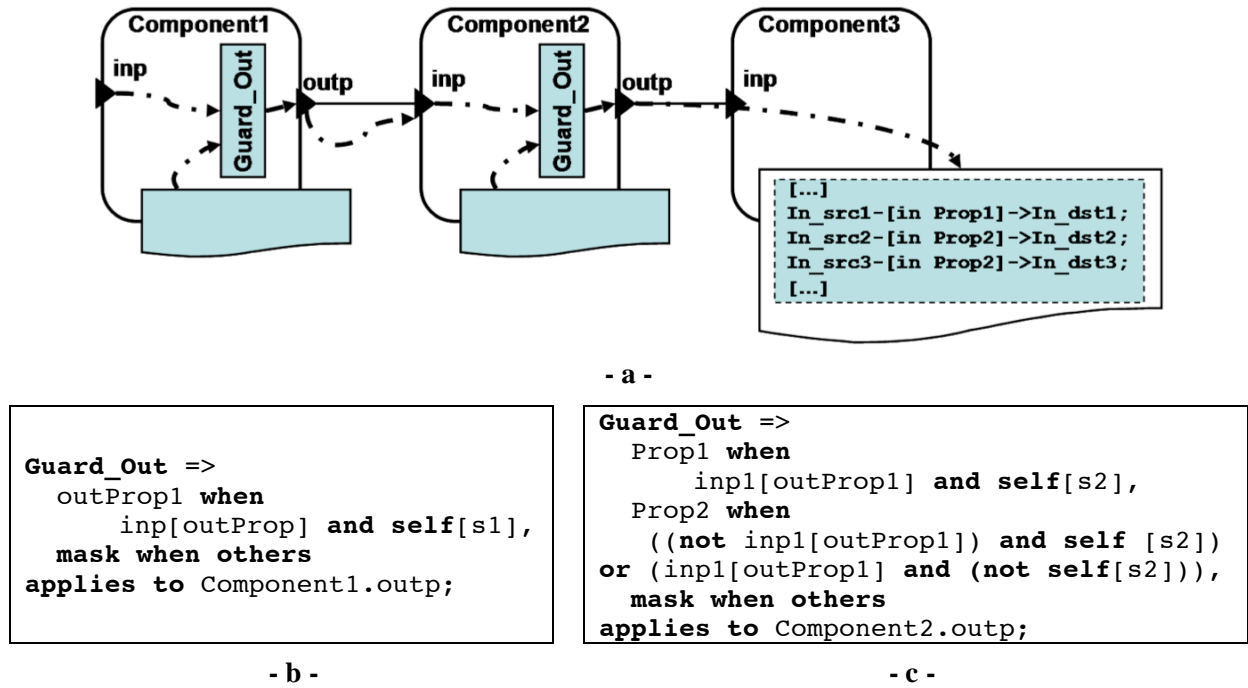 Component1
Component2
Component3
inp
Guard_Out
outp
inp
Guard_Out
outp
inp
[...]
In_src1-[in Prop1]->In_dst1;
In_src2-[in Prop2]->In_dst2;
In_src3-[in Prop2]->In_dst3;
[...]
- a -
Guard_Out =>
outProp1 when
inp[outProp] and self[s1],
mask when others
applies to Component1.outp;
- b -
Guard_Out =>
Prop1 when
inp1[outProp1] and self[s2],
Prop2 when
((not inp1[outProp1]) and self [s2])
or (inp1[outProp1] and (not self[s2])),
mask when others
applies to Component2.outp;
- c -